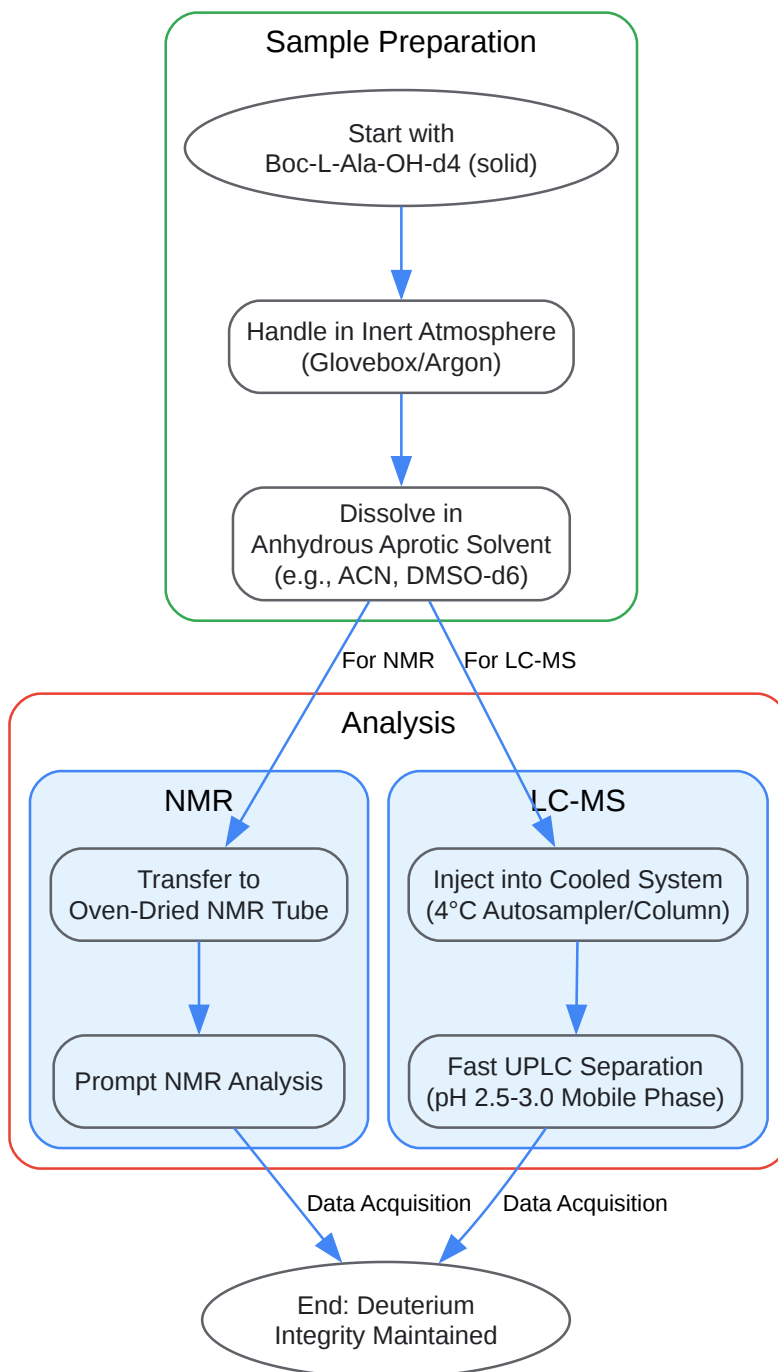 Sample Preparation
Start with
Boc-L-Ala-OH-d4 (solid)
Handle in Inert Atmosphere
(Glovebox/Argon)
Dissolve in
Anhydrous Aprotic Solvent
(e.g., ACN, DMSO-d6)
For NMR
For LC-MS
Analysis
NMR
LC-MS
Transfer to
Oven-Dried NMR Tube
Inject into Cooled System
(4°C Autosampler/Column)
Prompt NMR Analysis
Fast UPLC Separation
(pH 2.5-3.0 Mobile Phase)
Data Acquisition
Data Acquisition
End: Deuterium
Integrity Maintained